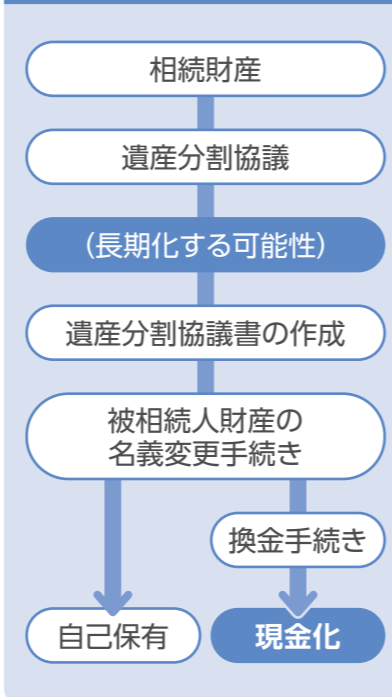 相続財産
遺産分割協議
（長期化する可能性）
遺産分割協議書の作成
被相続人財産の
名義変更手続き
換金手続き
自己保有
現金化